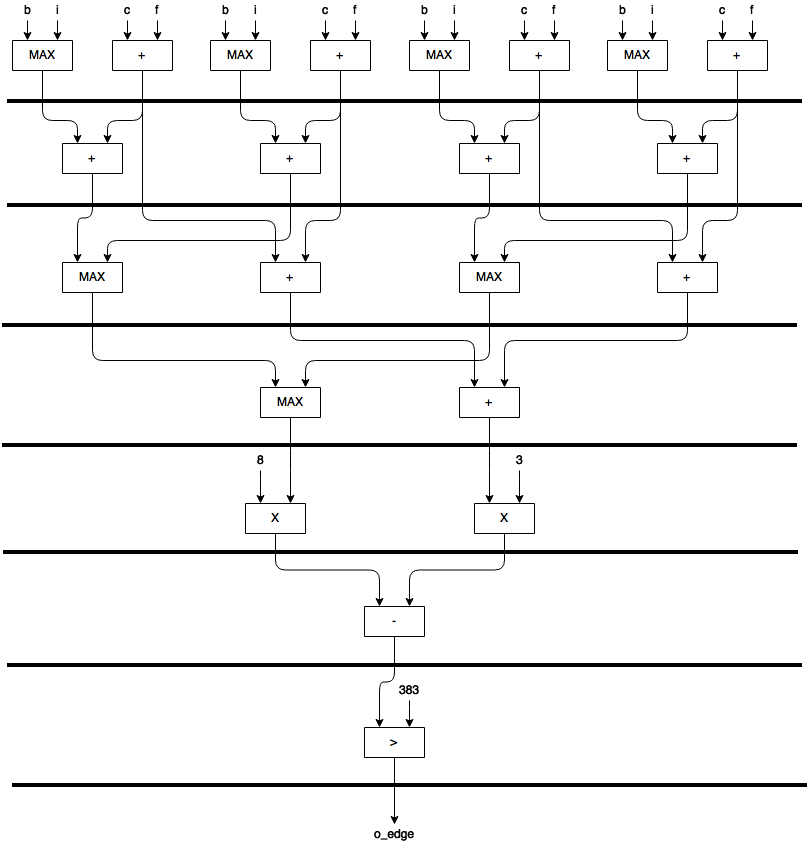 b i c f b i c f b i c f b i c f
MAX + MAX + MAX + MAX +
+ + + +
MAX + MAX +
MAX +
8 3
X X
-
383
>
o_edge